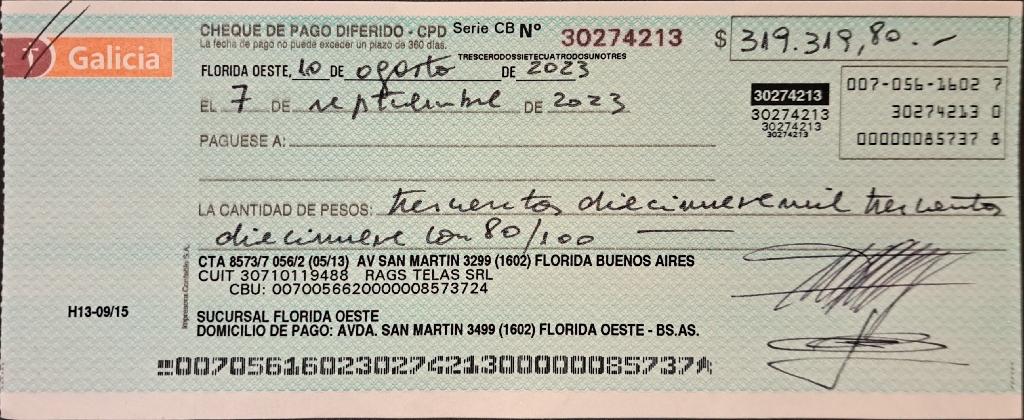 Galicia
CHEQUE DE PAGO DIFERIDO - CPD Serie CB Nº 30274213 $ 319.319,80.-
La fecha de pago no puede exceder un plazo de 360 días.
TRESCERODOSSIETECUATRODOSUNOTRES
FLORIDA OESTE, 10 DE agosto DE 2023
EL 7 DE septiembre DE 2023
30274213
30274213
30274213
30274213
007-056-1602 7
30274213 0
00000085737 8
PAGUESE A:
LA CANTIDAD DE PESOS: trescientos diecinueve mil trescientos
diecinueve con 80/100
CTA 8573/7 056/2 (05/13) AV SAN MARTIN 3299 (1602) FLORIDA BUENOS AIRES
CUIT 30710119488 RAGS TELAS SRL
CBU: 0070056620000008573724
H13-09/15
SUCURSAL FLORIDA OESTE
DOMICILIO DE PAGO: AVDA. SAN MARTIN 3499 (1602) FLORIDA OESTE - BS.AS.
Impresora Contable S.A.
00705616023027421300000085737